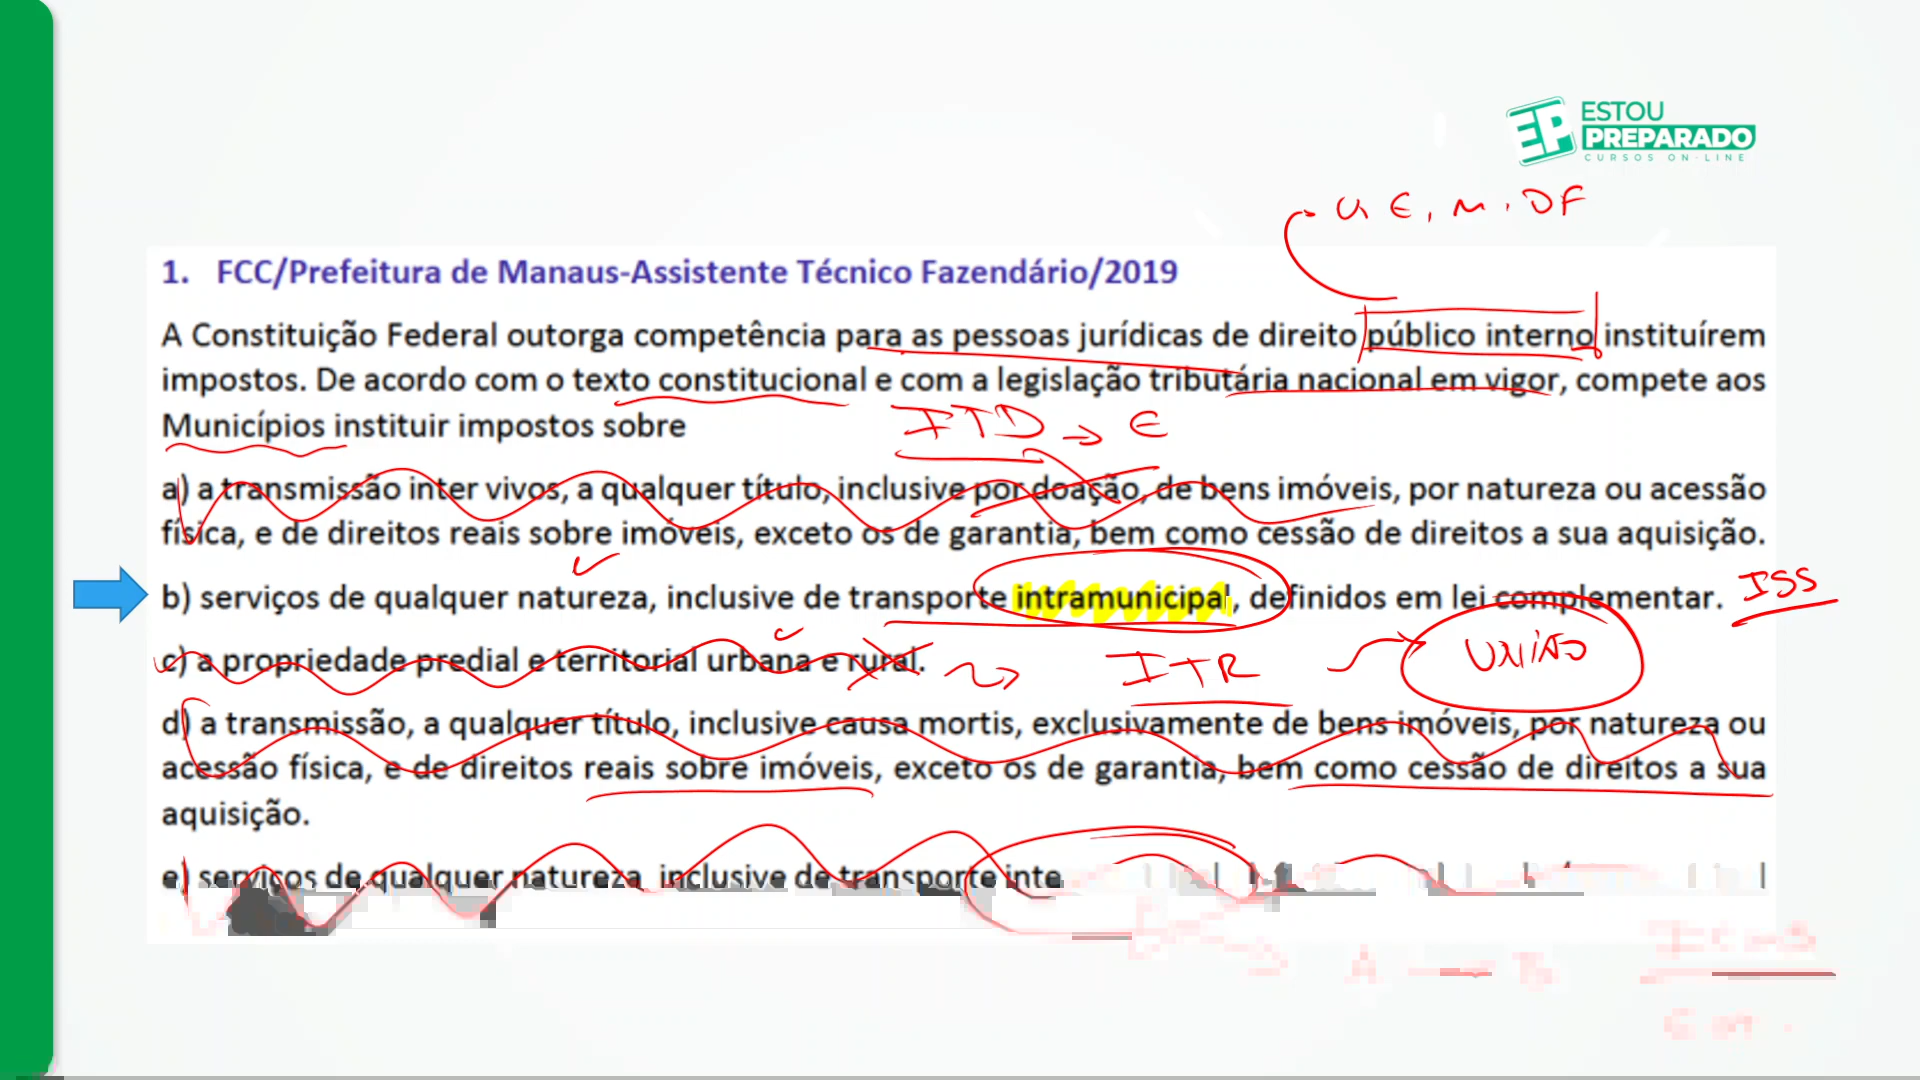 ESTOU
PREPARADO
CURSOS ON-LINE
U, E, M, DF
1. FCC/Prefeitura de Manaus-Assistente Técnico Fazendário/2019
A Constituição Federal outorga competência para as pessoas jurídicas de direito público interno instituírem
impostos. De acordo com o texto constitucional e com a legislação tributária nacional em vigor, compete aos
Municípios instituir impostos sobre
ITD → E
a) a transmissão inter vivos, a qualquer título, inclusive por doação, de bens imóveis, por natureza ou acessão
física, e de direitos reais sobre imóveis, exceto os de garantia, bem como cessão de direitos a sua aquisição.
b) serviços de qualquer natureza, inclusive de transporte intramunicipal, definidos em lei complementar. ISS
c) a propriedade predial e territorial urbana e rural. ITR UNIÃO
d) a transmissão, a qualquer título, inclusive causa mortis, exclusivamente de bens imóveis, por natureza ou
acessão física, e de direitos reais sobre imóveis, exceto os de garantia, bem como cessão de direitos a sua
aquisição.
e) serviços de qualquer natureza, inclusive de transporte